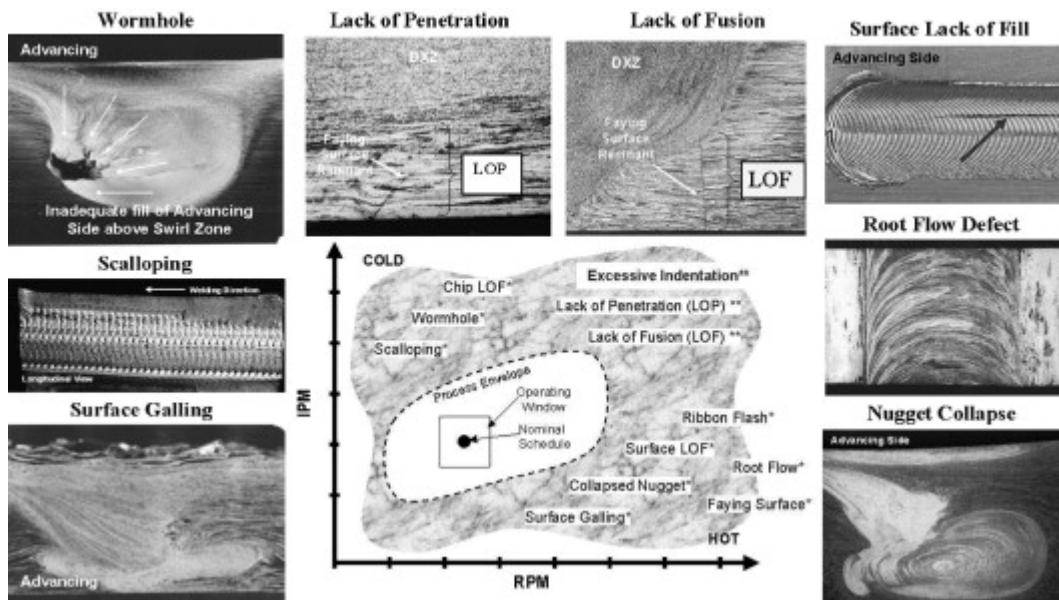 Wormhole
Lack of Penetration
Lack of Fusion
Surface Lack of Fill
Advancing
Inadequate fill of Advancing
Side above Swirl Zone
DXZ
Faying
Surface
Remnant
LOP
DXZ
Faying
Surface
Remnant
LOF
Advancing Side
Scalloping
Welding Direction
Longitudinal View
Root Flow Defect
Surface Galling
Advancing
Nugget Collapse
Advancing Side
COLD
Chip LOF*
Wormhole*
Scalloping*
Excessive Indentation**
Lack of Penetration (LOP) **
Lack of Fusion (LOF) **
Process Envelope
Operating
Window
Nominal
Schedule
Ribbon Flash*
Surface LOF*
Root Flow*
Collapsed Nugget*
Faying Surface*
Surface Galling*
HOT
IPM
RPM